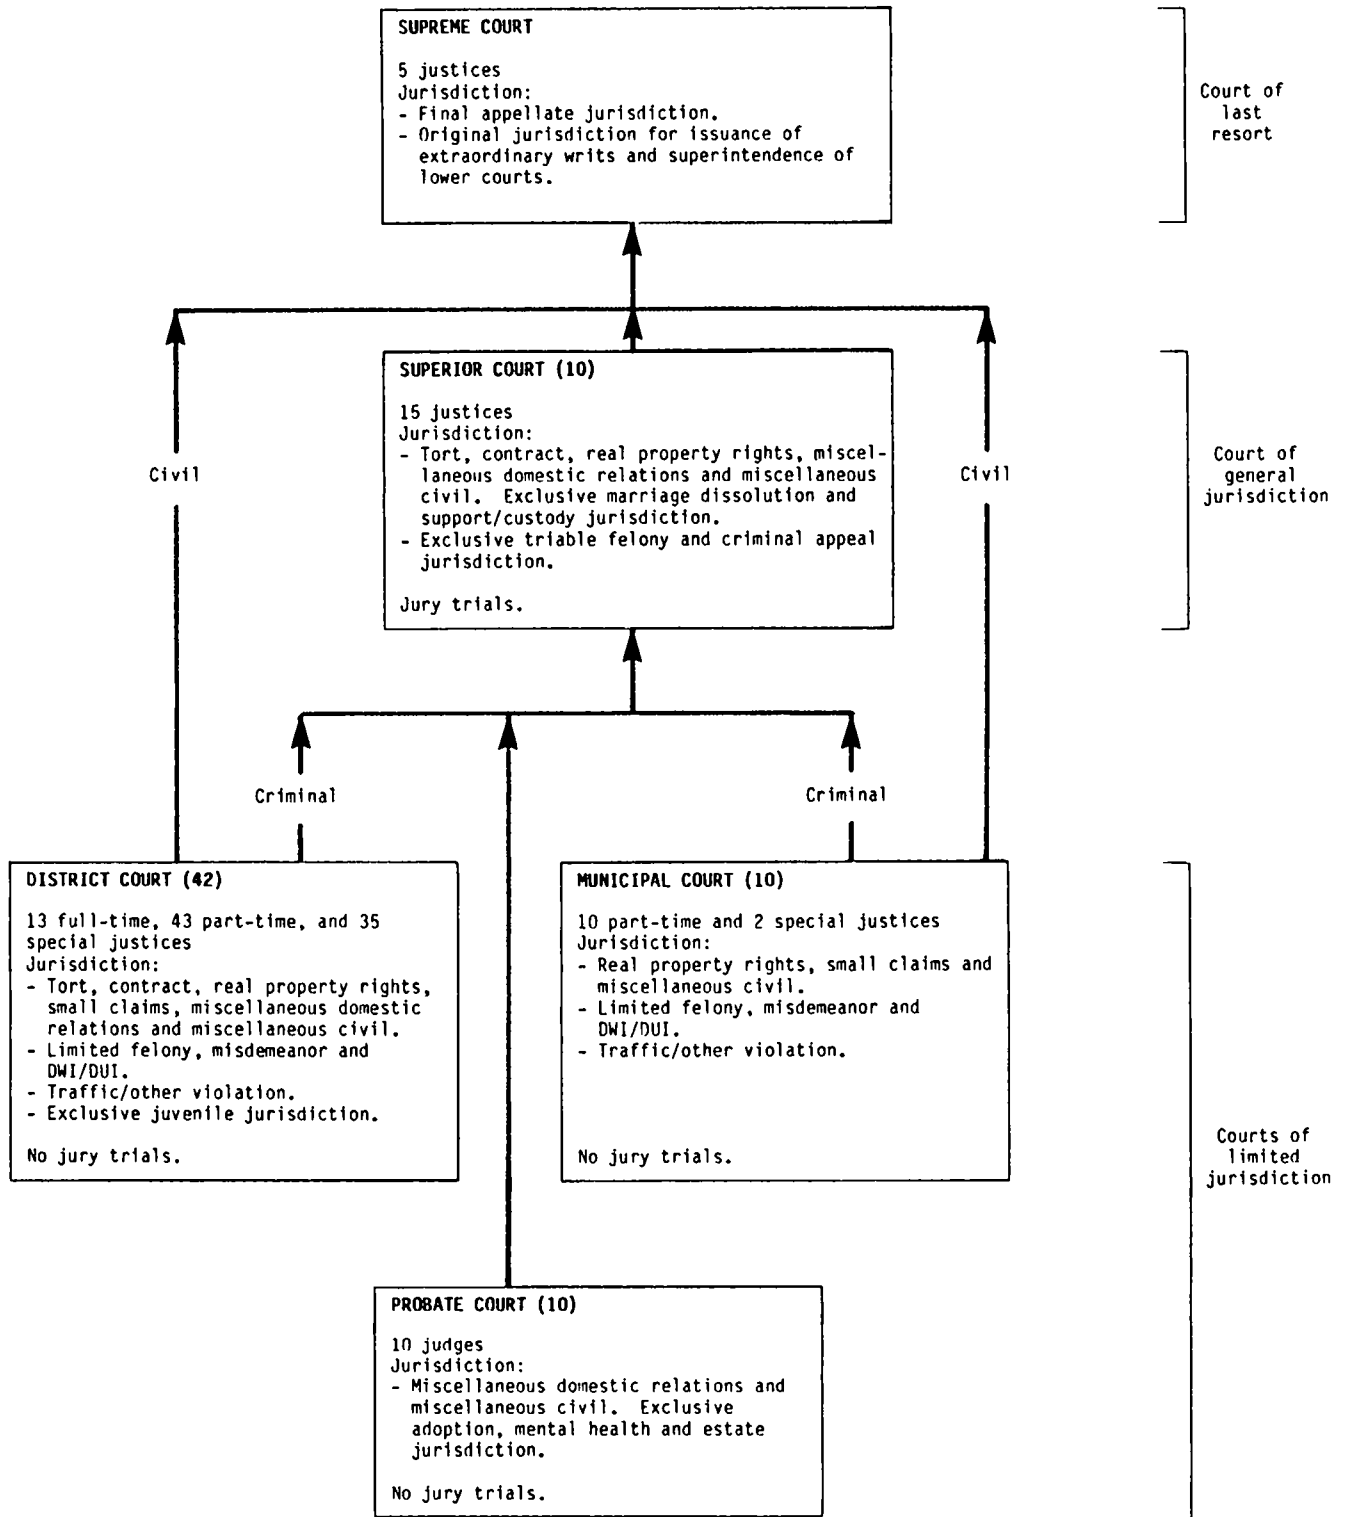 SUPREME COURT
5 justices
Jurisdiction:
- Final appellate jurisdiction.
- Original jurisdiction for issuance of
extraordinary writs and superintendence of
lower courts.
Court of
last
resort
SUPERIOR COURT (10)
15 justices
Jurisdiction:
- Tort, contract, real property rights, miscel-
laneous domestic relations and miscellaneous
civil. Exclusive marriage dissolution and
support/custody jurisdiction.
- Exclusive triable felony and criminal appeal
jurisdiction.
Jury trials.
Civil
Civil
Court of
general
jurisdiction
Criminal
Criminal
DISTRICT COURT (42)
13 full-time, 43 part-time, and 35
special justices
Jurisdiction:
- Tort, contract, real property rights,
small claims, miscellaneous domestic
relations and miscellaneous civil.
- Limited felony, misdemeanor and
DWI/DUI.
- Traffic/other violation.
- Exclusive juvenile jurisdiction.
No jury trials.
MUNICIPAL COURT (10)
10 part-time and 2 special justices
Jurisdiction:
- Real property rights, small claims and
miscellaneous civil.
- Limited felony, misdemeanor and
DWI/DUI.
- Traffic/other violation.
No jury trials.
Courts of
limited
jurisdiction
PROBATE COURT (10)
10 judges
Jurisdiction:
- Miscellaneous domestic relations and
miscellaneous civil. Exclusive
adoption, mental health and estate
jurisdiction.
No jury trials.